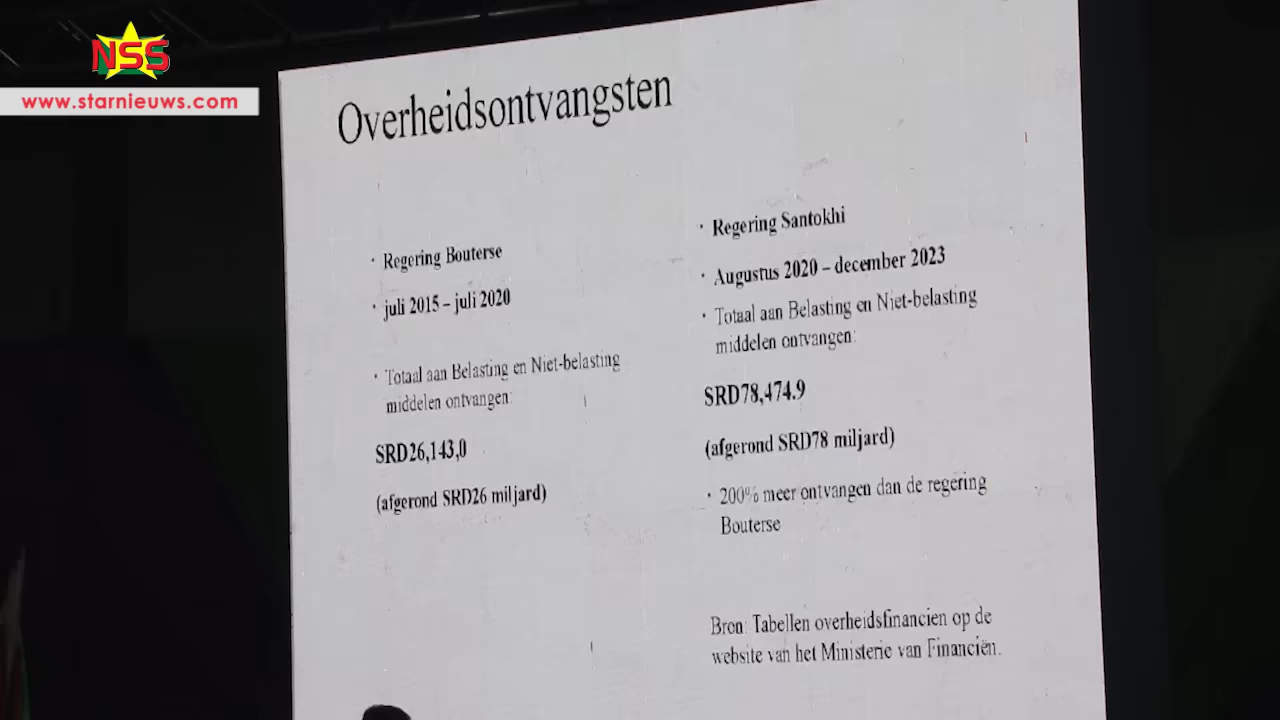 NSS
www.starnieuws.com
Overheidsontvangsten
· Regering Bouterse
· juli 2015 – juli 2020
· Totaal aan Belasting en Niet-belasting
middelen ontvangen:
SRD26,143,0
(afgerond SRD26 miljard)
· Regering Santokhi
· Augustus 2020 – december 2023
· Totaal aan Belasting en Niet-belasting
middelen ontvangen:
SRD78,474.9
(afgerond SRD78 miljard)
· 200% meer ontvangen dan de regering
Bouterse
Bron: Tabellen overheidsfinancien op de
website van het Ministerie van Financiën.